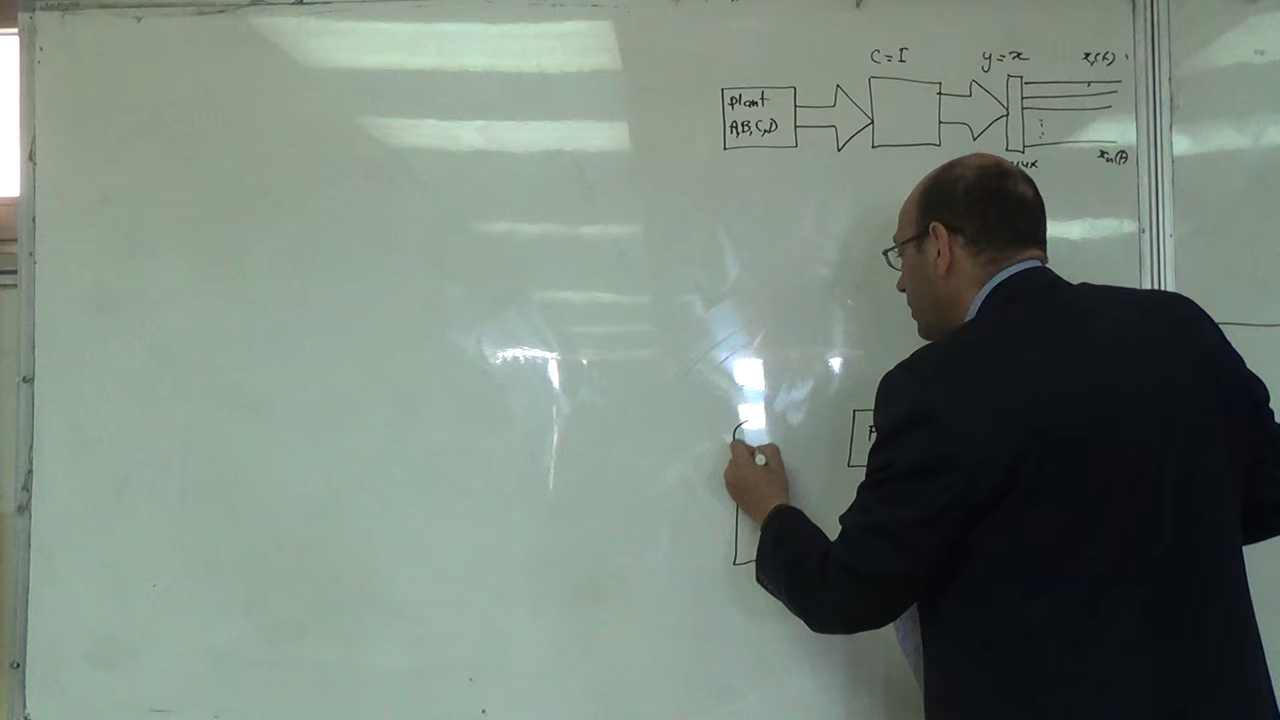 C=I
y=x
x₁(t)
plant
A,B,C,D
xₙ(t)